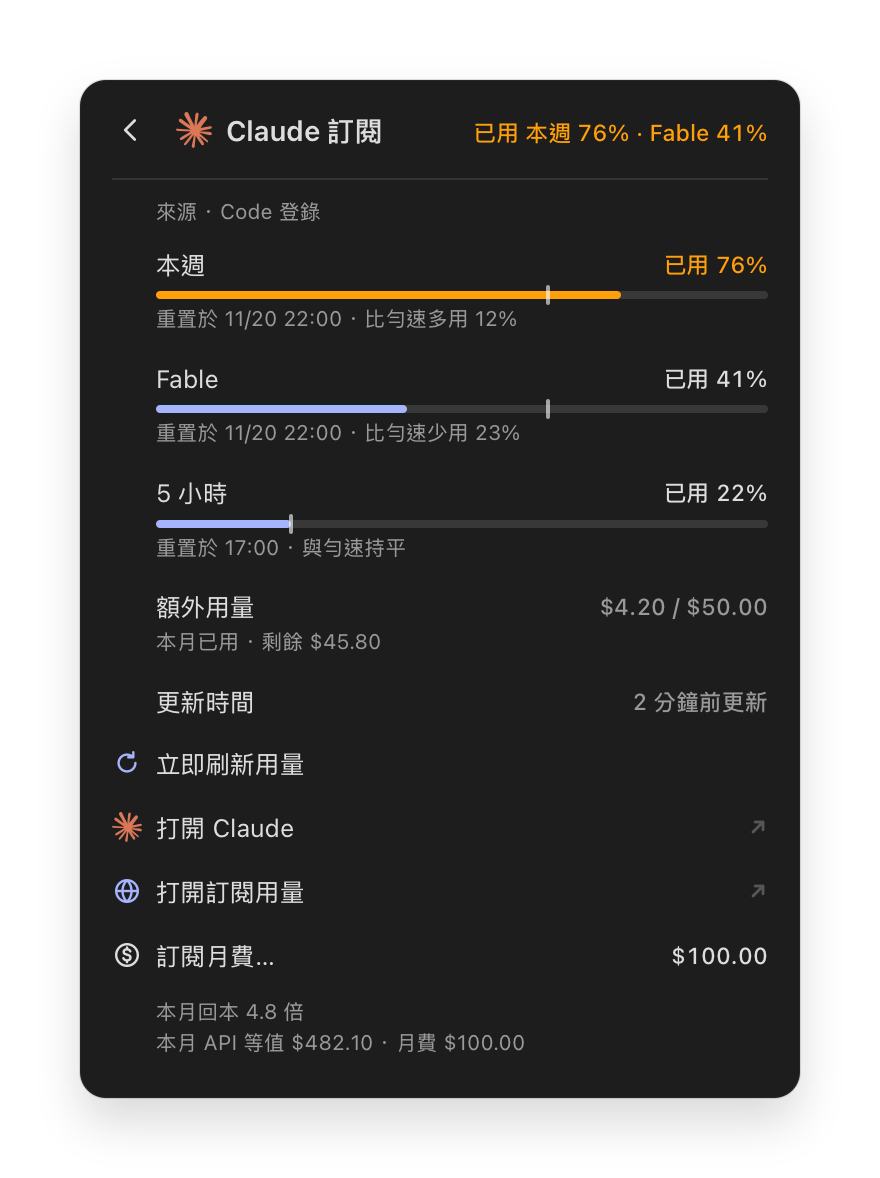 Claude 訂閱
已用 本週 76% · Fable 41%
來源 · Code 登錄
本週
已用 76%
重置於 11/20 22:00 · 比勻速多用 12%
Fable
已用 41%
重置於 11/20 22:00 · 比勻速少用 23%
5 小時
已用 22%
重置於 17:00 · 與勻速持平
額外用量
$4.20 / $50.00
本月已用 · 剩餘 $45.80
更新時間
2 分鐘前更新
立即刷新用量
打開 Claude
打開訂閱用量
訂閱月費…
$100.00
本月回本 4.8 倍
本月 API 等值 $482.10 · 月費 $100.00